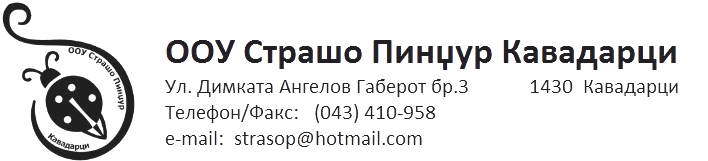 ООУ Страшо Пинџур
Кавадарци
ООУ Страшо Пинџур Кавадарци
Ул. Димката Ангелов Габерот бр.3 1430 Кавадарци
Телефон/Факс: (043) 410-958
e-mail: strasop@hotmail.com